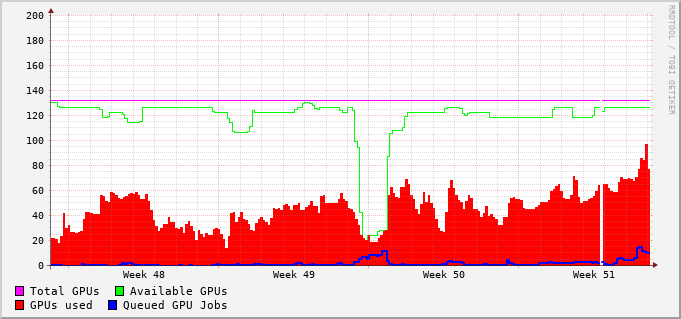 200
180
160
140
120
100
80
60
40
20
0
Week 48 Week 49 Week 50 Week 51
Total GPUs Available GPUs
GPUs used Queued GPU Jobs
RRDTOOL / TOBI OETIKER